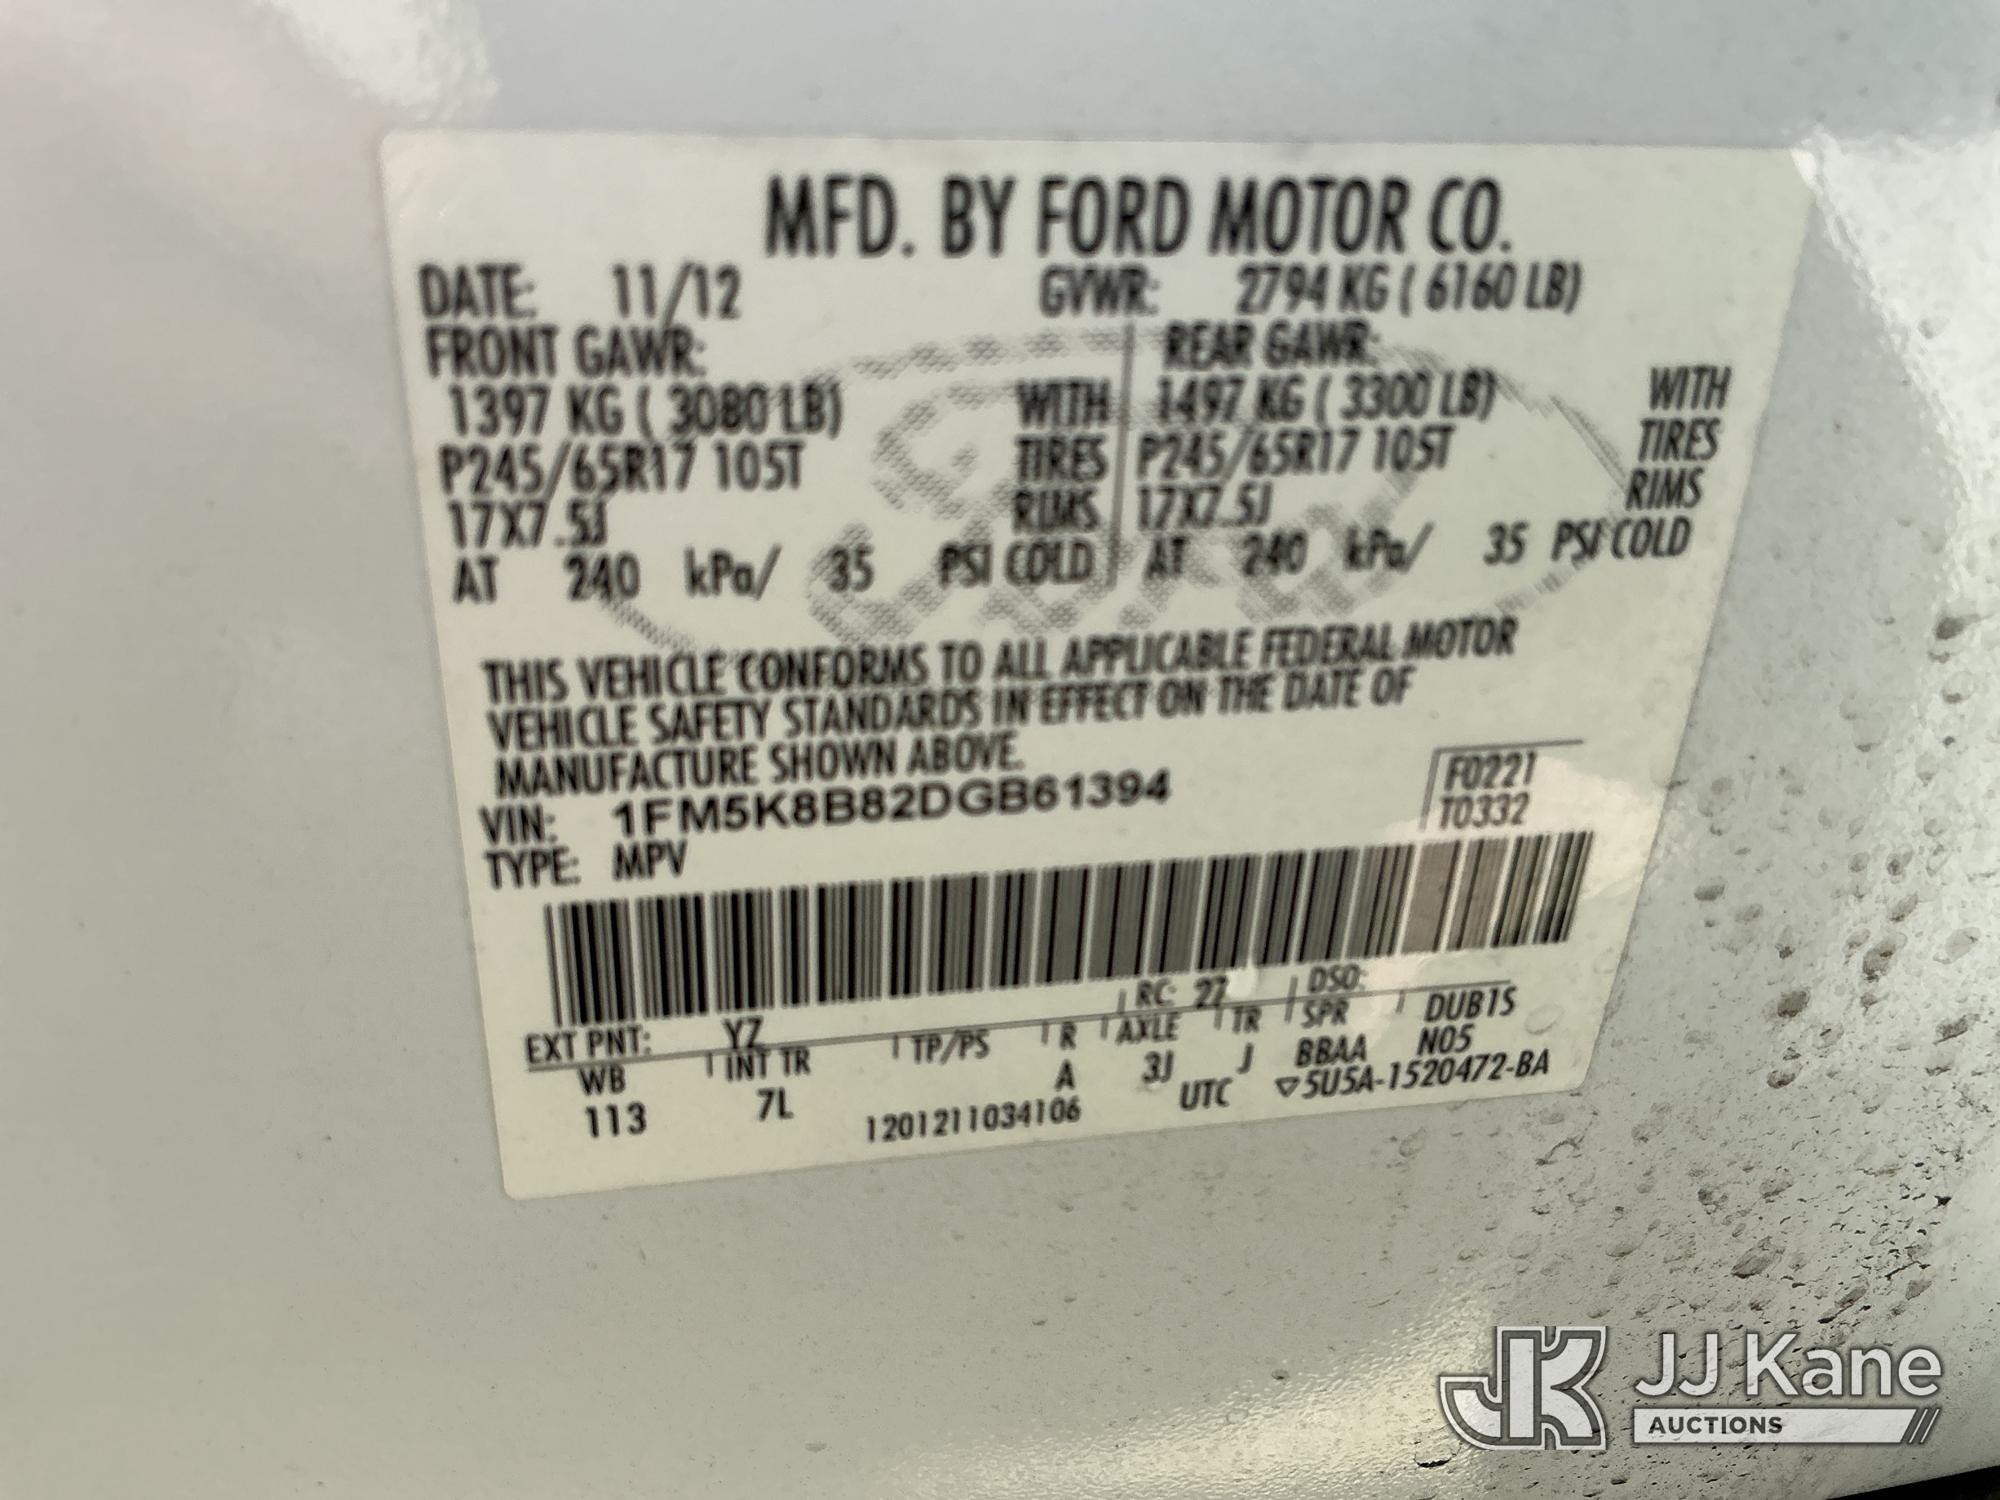 MFD. BY FORD MOTOR CO.
DATE: 11/12 GVWR: 2794 KG ( 6160 LB)
FRONT GAWR: REAR GAWR:
1397 KG ( 3080 LB) WITH 1497 KG ( 3300 LB) WITH
P245/65R17 105T TIRES P245/65R17 105T TIRES
17X7.5J RIMS 17X7.5J RIMS
AT 240 kPa/ 35 PSI COLD AT 240 kPa/ 35 PSI COLD
THIS VEHICLE CONFORMS TO ALL APPLICABLE FEDERAL MOTOR
VEHICLE SAFETY STANDARDS IN EFFECT ON THE DATE OF
MANUFACTURE SHOWN ABOVE.
VIN: 1FM5K8B82DGB61394
TYPE: MPV
F0221
T0332
EXT PNT: YZ RC: 27 DSO:
WB INT TR TP/PS R AXLE TR SPR DUB1S
113 7L A 3J J BBAA N05
1201211034106 UTC ▽5U5A-1520472-BA
JK JJ Kane
AUCTIONS